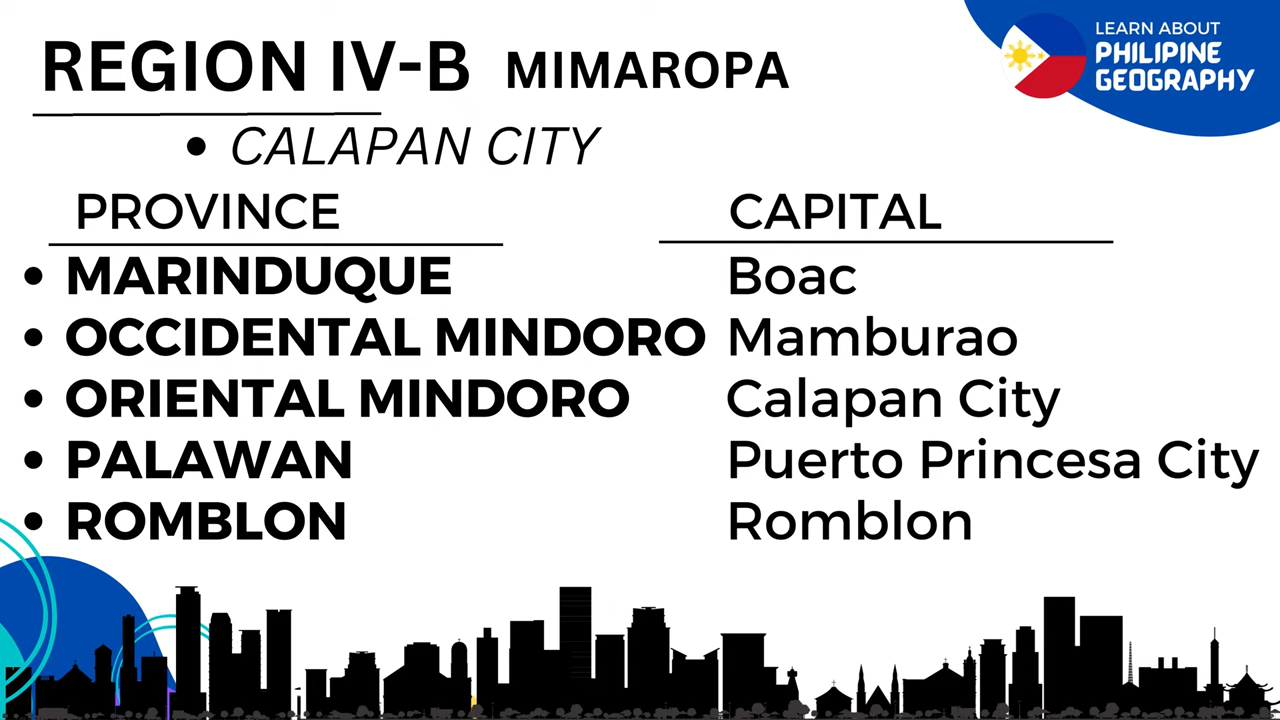 REGION IV-B MIMAROPA
LEARN ABOUT
PHILIPINE
GEOGRAPHY
• CALAPAN CITY
PROVINCE CAPITAL
• MARINDUQUE Boac
• OCCIDENTAL MINDORO Mamburao
• ORIENTAL MINDORO Calapan City
• PALAWAN Puerto Princesa City
• ROMBLON Romblon